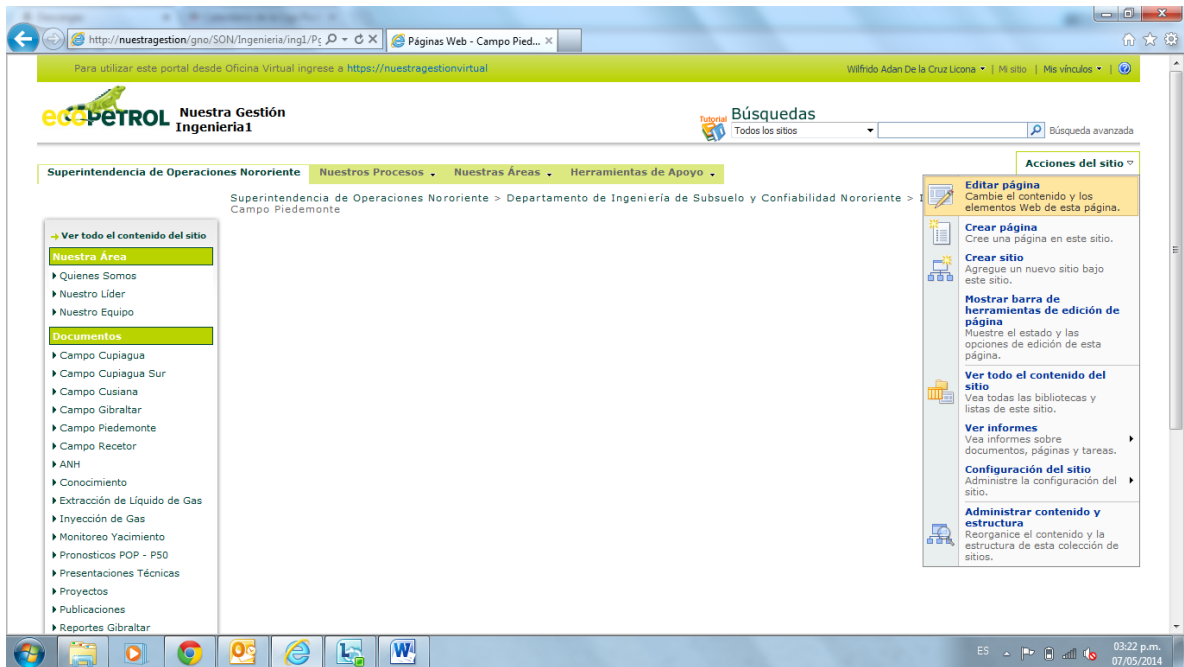 http://nuestragestion/gno/SON/Ingenieria/ing1/Pç
Páginas Web - Campo Pied...
Para utilizar este portal desde Oficina Virtual ingrese a https://nuestragestionvirtual
Wilfrido Adan De la Cruz Licona | Mi sitio | Mis vínculos |
ecopetrol
Nuestra Gestión
Ingenieria1
Tutorial
Búsquedas
Todos los sitios
Búsqueda avanzada
Acciones del sitio
Superintendencia de Operaciones Nororiente Nuestros Procesos Nuestras Áreas Herramientas de Apoyo
Superintendencia de Operaciones Nororiente > Departamento de Ingeniería de Subsuelo y Confiabilidad Nororiente >
Campo Piedemonte
Ver todo el contenido del sitio
Nuestra Área
Quienes Somos
Nuestro Líder
Nuestro Equipo
Documentos
Campo Cupiagua
Campo Cupiagua Sur
Campo Cusiana
Campo Gibraltar
Campo Piedemonte
Campo Recetor
ANH
Conocimiento
Extracción de Líquido de Gas
Inyección de Gas
Monitoreo Yacimiento
Pronosticos POP - P50
Presentaciones Técnicas
Proyectos
Publicaciones
Reportes Gibraltar
Editar página
Cambie el contenido y los
elementos Web de esta página.
Crear página
Cree una página en este sitio.
Crear sitio
Agregue un nuevo sitio bajo
este sitio.
Mostrar barra de
herramientas de edición de
página
Muestre el estado y las
opciones de edición de esta
página.
Ver todo el contenido del
sitio
Vea todas las bibliotecas y
listas de este sitio.
Ver informes
Vea informes sobre
documentos, páginas y tareas.
Configuración del sitio
Administre la configuración del
sitio.
Administrar contenido y
estructura
Reorganice el contenido y la
estructura de esta colección de
sitios.
ES
03:22 p.m.
07/05/2014